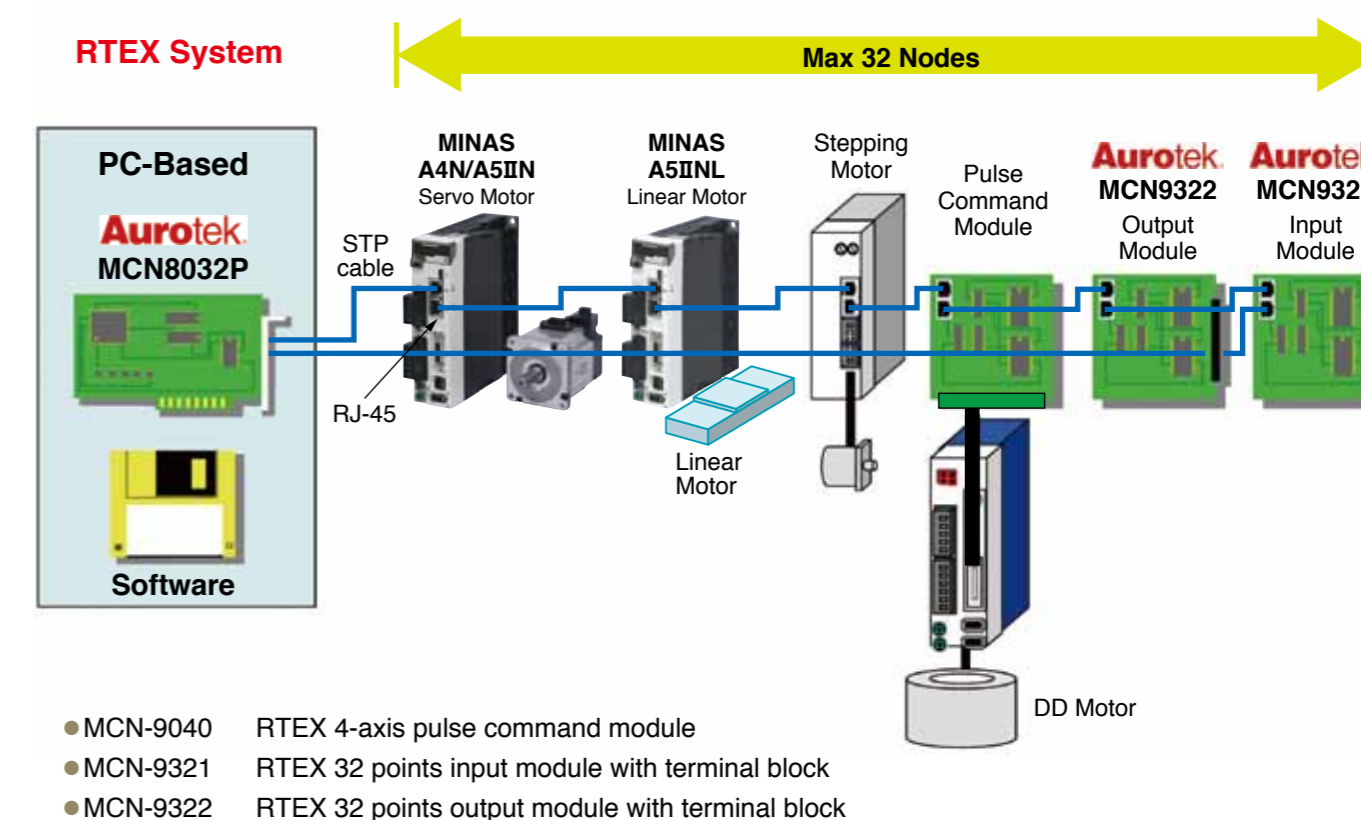 RTEX System
Max 32 Nodes
PC-Based
Aurotek
MCN8032P
Software
STP
cable
RJ-45
MINAS
A4N/A5ⅡN
Servo Motor
MINAS
A5ⅡNL
Linear Motor
Linear
Motor
Stepping
Motor
Pulse
Command
Module
DD Motor
Aurotek
MCN9322
Output
Module
Aurote
MCN932
Input
Module
●MCN-9040 RTEX 4-axis pulse command module
●MCN-9321 RTEX 32 points input module with terminal block
●MCN-9322 RTEX 32 points output module with terminal block